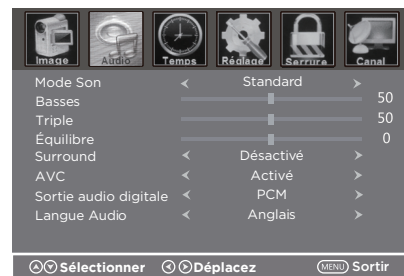 Image Audio Temps Réglage Serrure Canal
Mode Son Standard
Basses 50
Triple 50
Équilibre 0
Surround Désactivé
AVC Activé
Sortie audio digitale PCM
Langue Audio Anglais
Sélectionner Déplacez MENU Sortir